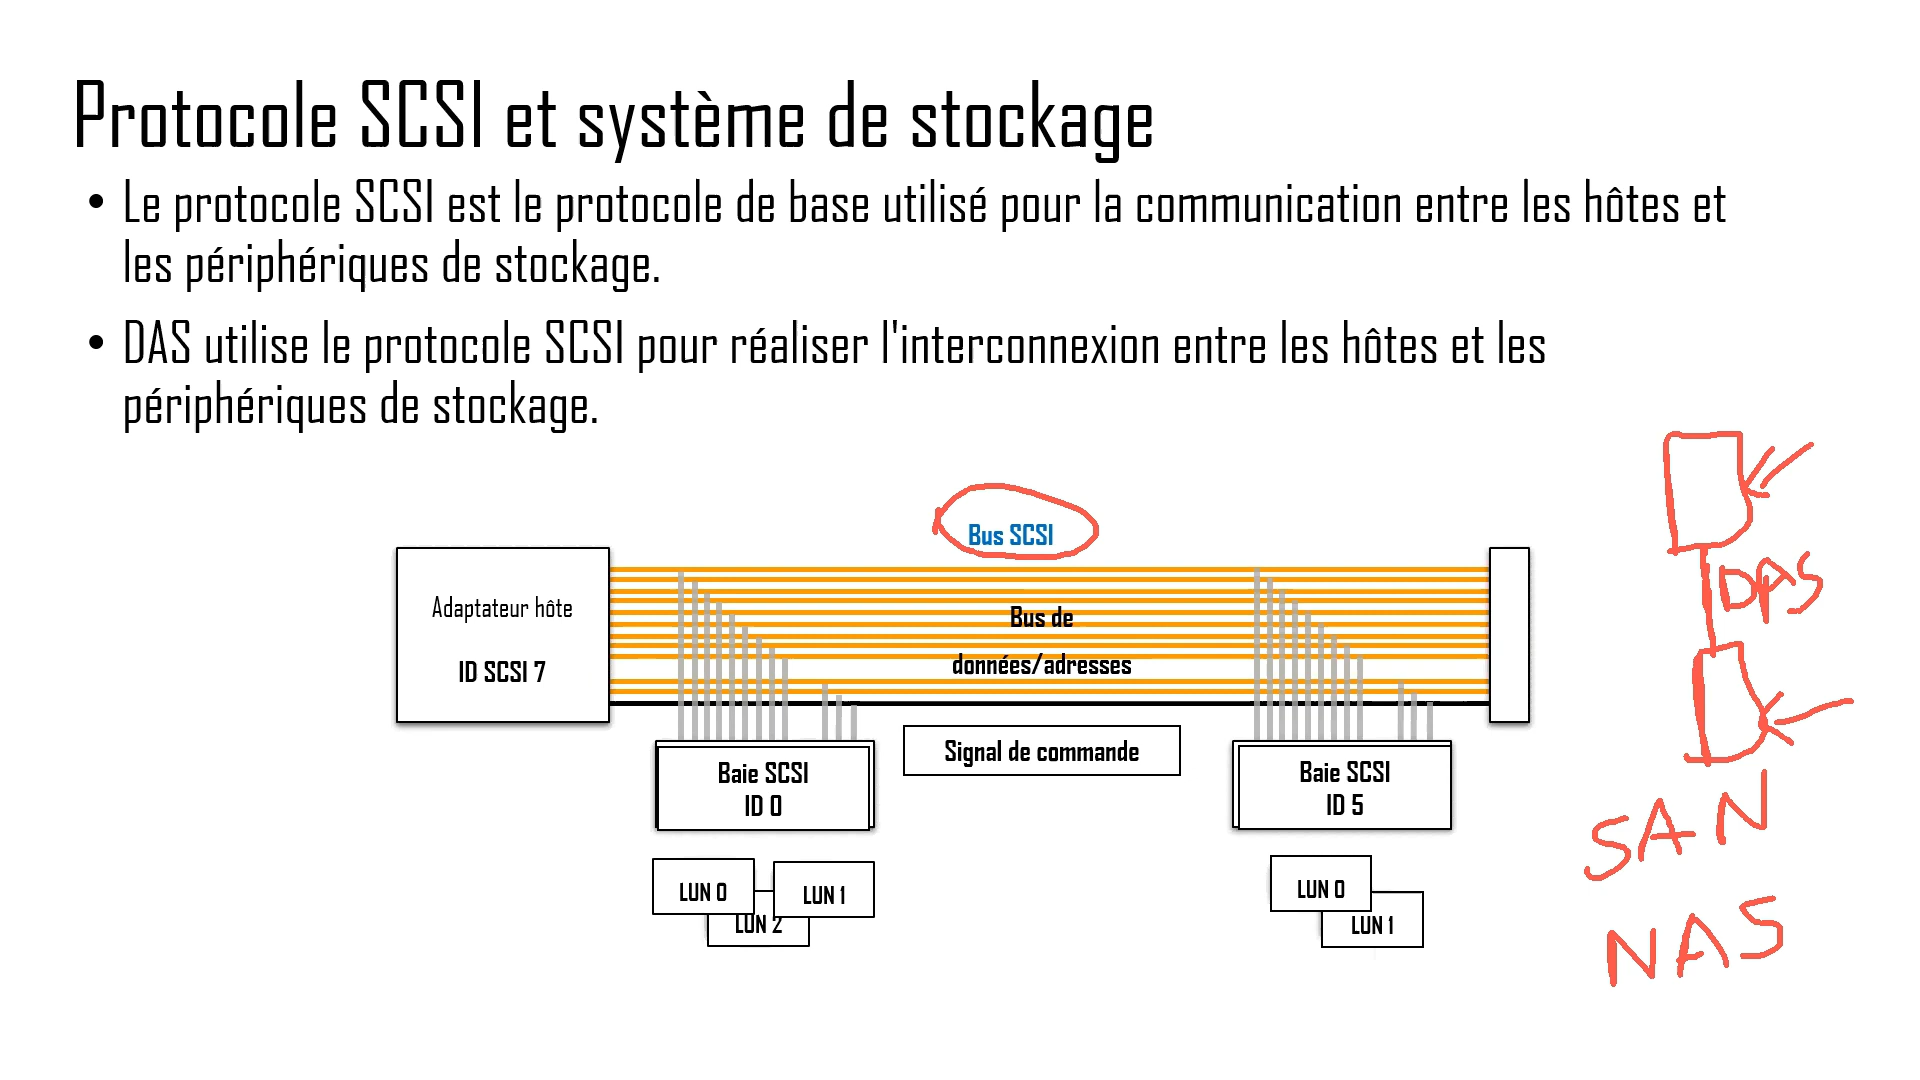 Protocole SCSI et système de stockage
• Le protocole SCSI est le protocole de base utilisé pour la communication entre les hôtes et
les périphériques de stockage.
• DAS utilise le protocole SCSI pour réaliser l'interconnexion entre les hôtes et les
périphériques de stockage.
Bus SCSI
Adaptateur hôte
ID SCSI 7
Bus de
données/adresses
Signal de commande
Baie SCSI
ID 0
Baie SCSI
ID 5
LUN 0
LUN 1
LUN 2
LUN 0
LUN 1
DAS
SAN
NAS